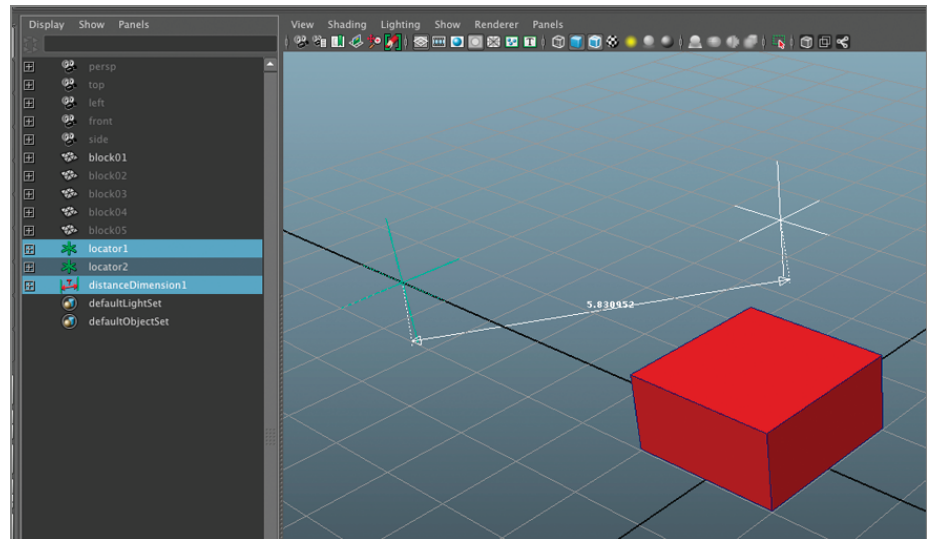 Display Show Panels
View Shading Lighting Show Renderer Panels
persp
top
left
front
side
block01
block02
block03
block04
block05
locator1
locator2
distanceDimension1
defaultLightSet
defaultObjectSet
5.830952